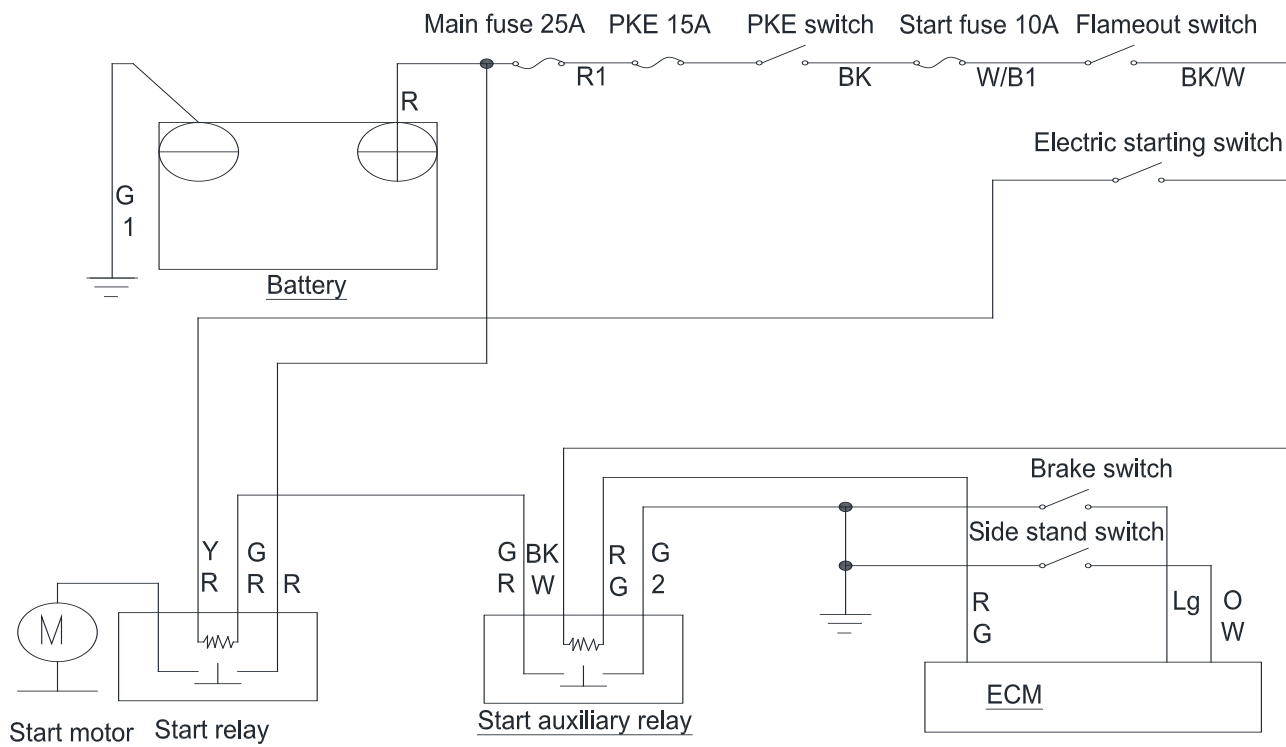 Main fuse 25A PKE 15A PKE switch Start fuse 10A Flameout switch
R1 BK W/B1 BK/W
R
Electric starting switch
G
1
Battery
Brake switch
Side stand switch
Y G
R R R
G BK R G
R W G 2
R Lg O
G W
M
ECM
Start motor Start relay Start auxiliary relay